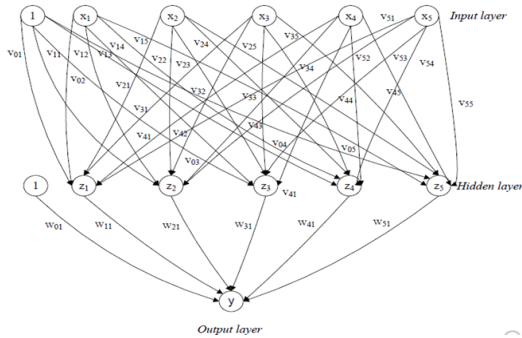 1 x1 x2 x3 x4 x5 Input layer
v51
v15 v24 v35
v14
v01 v11 v12 v13 v22 v23 v25 v52 v53 v54
v34
v02 v21 v32 v33 v44 v45
v31 v55
v41 v42 v43
v04 v05
v03
1 z1 z2 z3 v41 z4 z5 Hidden layer
w01 w11 w21 w31 w41 w51
y
Output layer